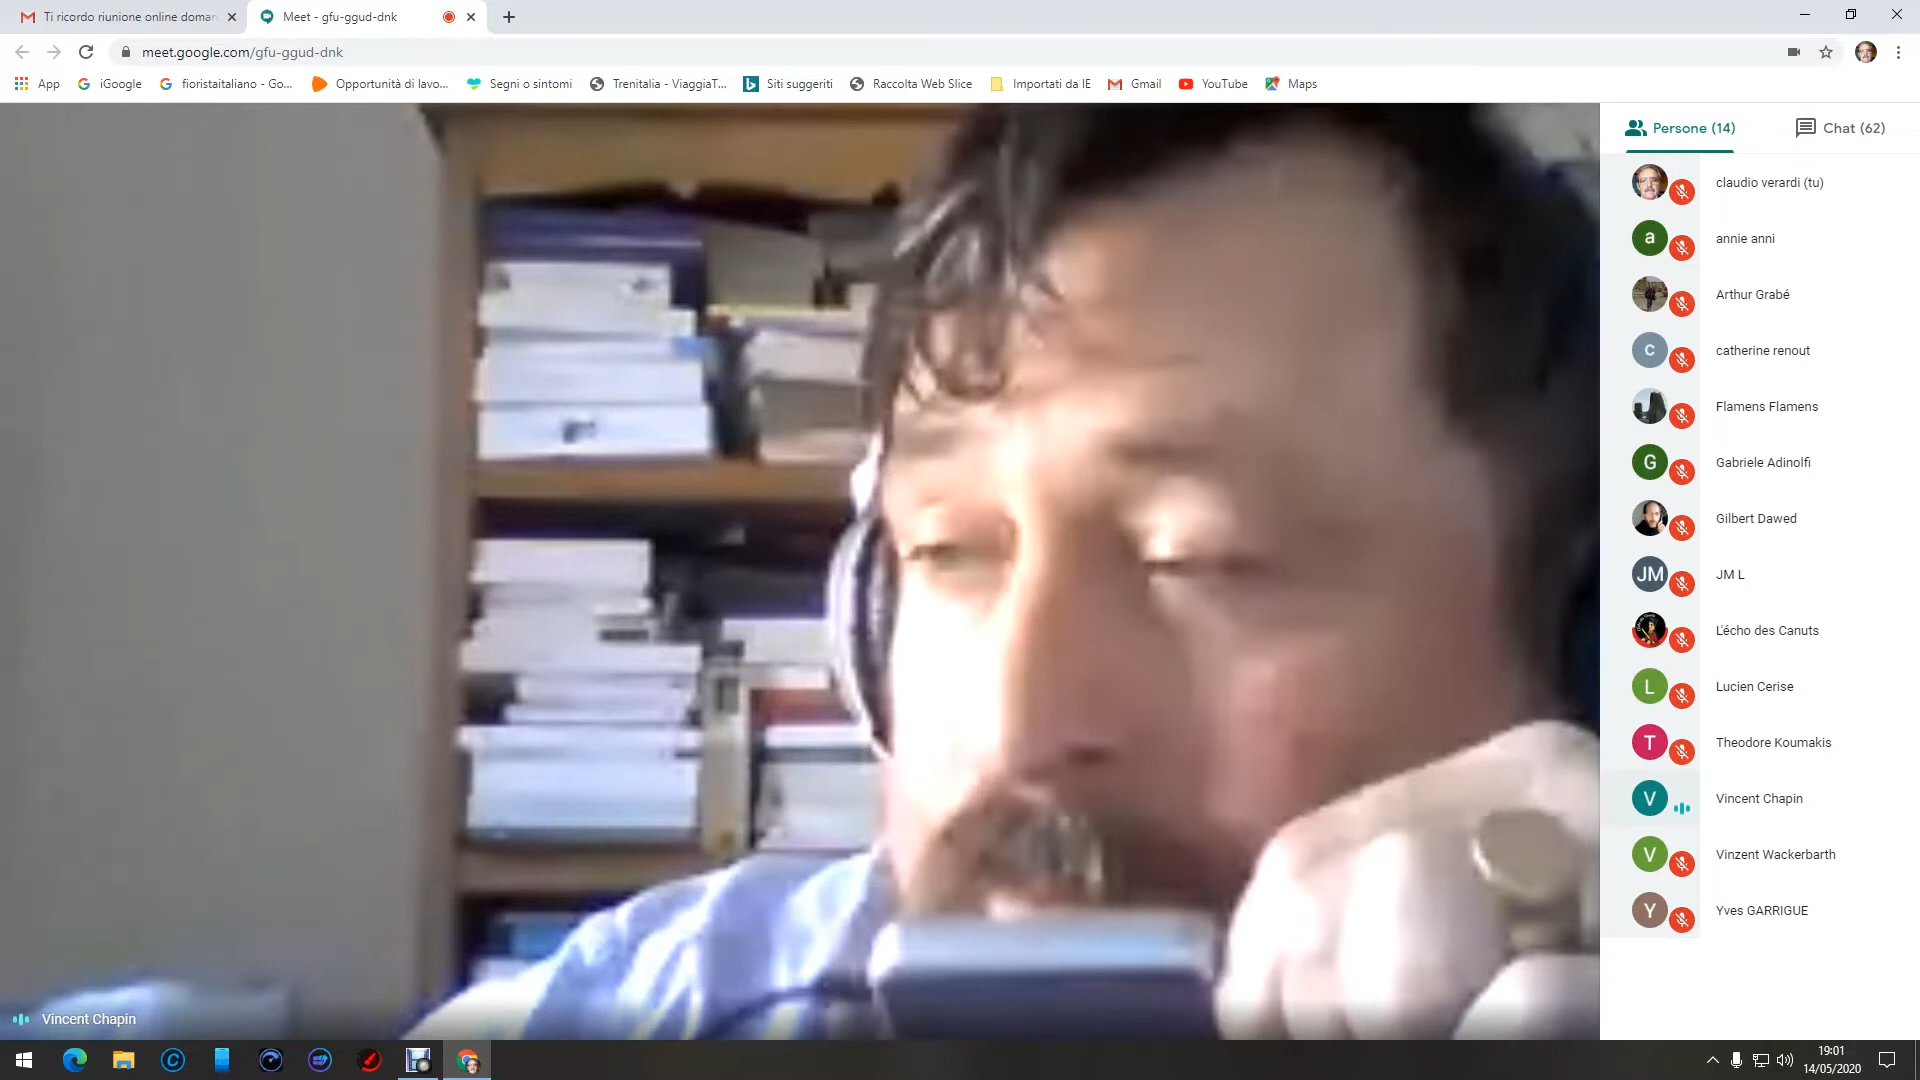 Ti ricordo riunione online doman
Meet - gfu-ggud-dnk
meet.google.com/gfu-ggud-dnk
App
iGoogle
fioristaitaliano - Go...
Opportunità di lavo...
Segni o sintomi
Trenitalia - ViaggiaT...
Siti suggeriti
Raccolta Web Slice
Importati da IE
Gmail
YouTube
Maps
Persone (14)
Chat (62)
claudio verardi (tu)
a
annie anni
Arthur Grabé
c
catherine renout
Flamens Flamens
G
Gabriele Adinolfi
Gilbert Dawed
JM
JM L
L'écho des Canuts
L
Lucien Cerise
T
Theodore Koumakis
V
Vincent Chapin
V
Vinzent Wackerbarth
Y
Yves GARRIGUE
Vincent Chapin
19:01
14/05/2020